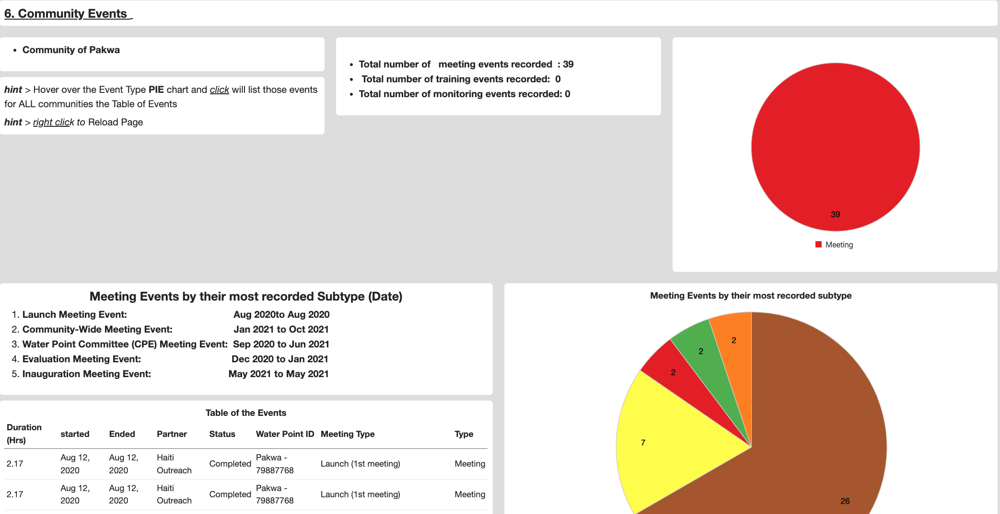 6. Community Events
• Community of Pakwa
hint > Hover over the Event Type PIE chart and click will list those events
for ALL communities the Table of Events
hint > right click to Reload Page
• Total number of   meeting events recorded  : 39
•  Total number of training events recorded:  0
• Total number of monitoring events recorded: 0
39
Meeting
Meeting Events by their most recorded Subtype (Date)
1. Launch Meeting Event: Aug 2020to Aug 2020
2. Community-Wide Meeting Event: Jan 2021 to Oct 2021
3. Water Point Committee (CPE) Meeting Event: Sep 2020 to Jun 2021
4. Evaluation Meeting Event: Dec 2020 to Jan 2021
5. Inauguration Meeting Event: May 2021 to May 2021
Table of the Events
Duration (Hrs) started Ended Partner Status Water Point ID Meeting Type Type
2.17 Aug 12, 2020 Aug 12, 2020 Haiti Outreach Completed Pakwa - 79887768 Launch (1st meeting) Meeting
2.17 Aug 12, 2020 Aug 12, 2020 Haiti Outreach Completed Pakwa - 79887768 Launch (1st meeting) Meeting
Meeting Events by their most recorded subtype
2
2
2
7
26